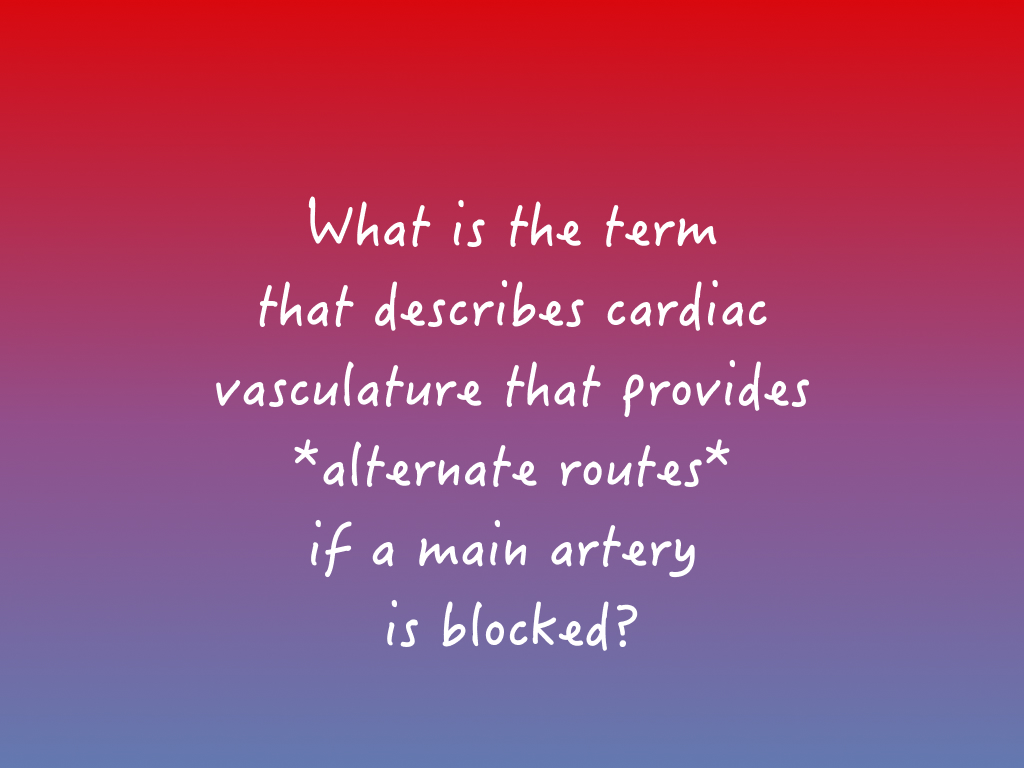 What is the term
that describes cardiac
vasculature that provides
*alternate routes*
if a main artery
is blocked?